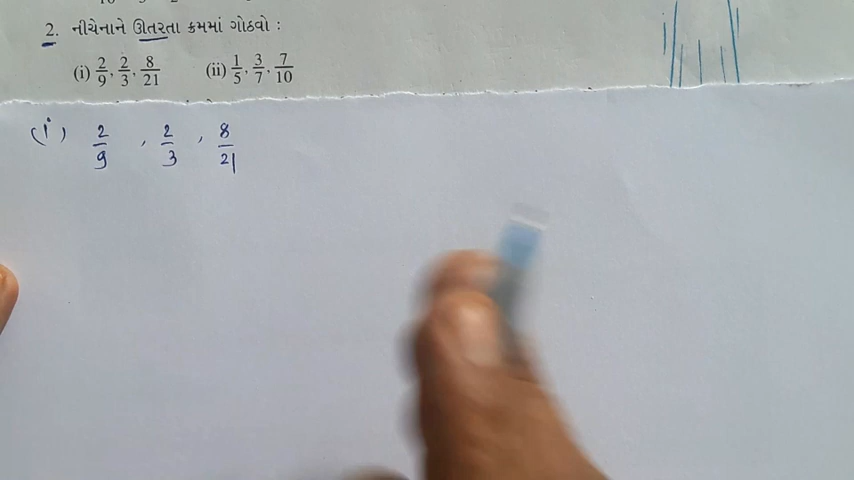 2. નીચેનાને ઊતરતા ક્રમમાં ગોઠવો :
(i) 2/9, 2/3, 8/21 (ii) 1/5, 3/7, 7/10
(i) 2/9 , 2/3 , 8/21